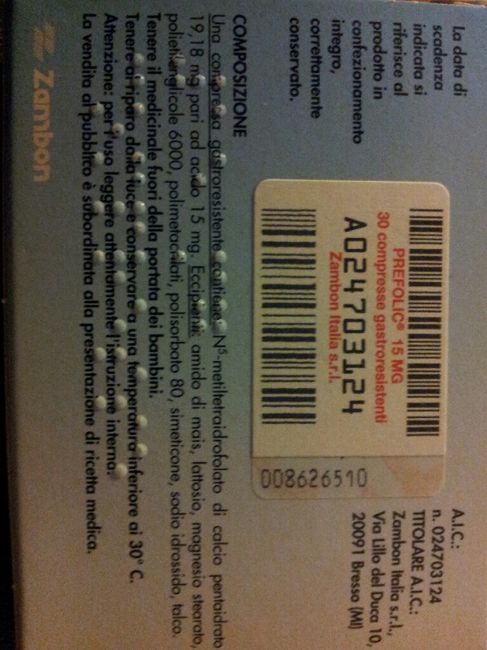 La data di
scadenza
indicata si
riferisce al
prodotto in
confezionamento
integro,
correttamente
conservato.
PREFOLIC® 15 MG
30 compresse gastroresistenti
A024703124
Zambon Italia s.r.l.
008626510
A.I.C.:
n. 024703124
TITOLARE A.I.C.:
Zambon Italia s.r.l.,
Via Lillo del Duca 10,
20091 Bresso (MI)
COMPOSIZIONE
Una compressa gastroresistente contiene: N⁵-metiltetraidrofolato di calcio pentaidrato
19,18 mg pari ad acido 15 mg. Eccipienti: amido di mais, lattosio, magnesio stearato,
polietilenglicole 6000, polimetacrilati, polisorbato 80, simeticone, sodio idrossido, talco.
Tenere il medicinale fuori della portata dei bambini.
Tenere al riparo dalla luce e conservare a una temperatura inferiore ai 30° C.
Attenzione: per l'uso leggere attentamente l'istruzione interna.
La vendita al pubblico è subordinata alla presentazione di ricetta medica.
Zambon